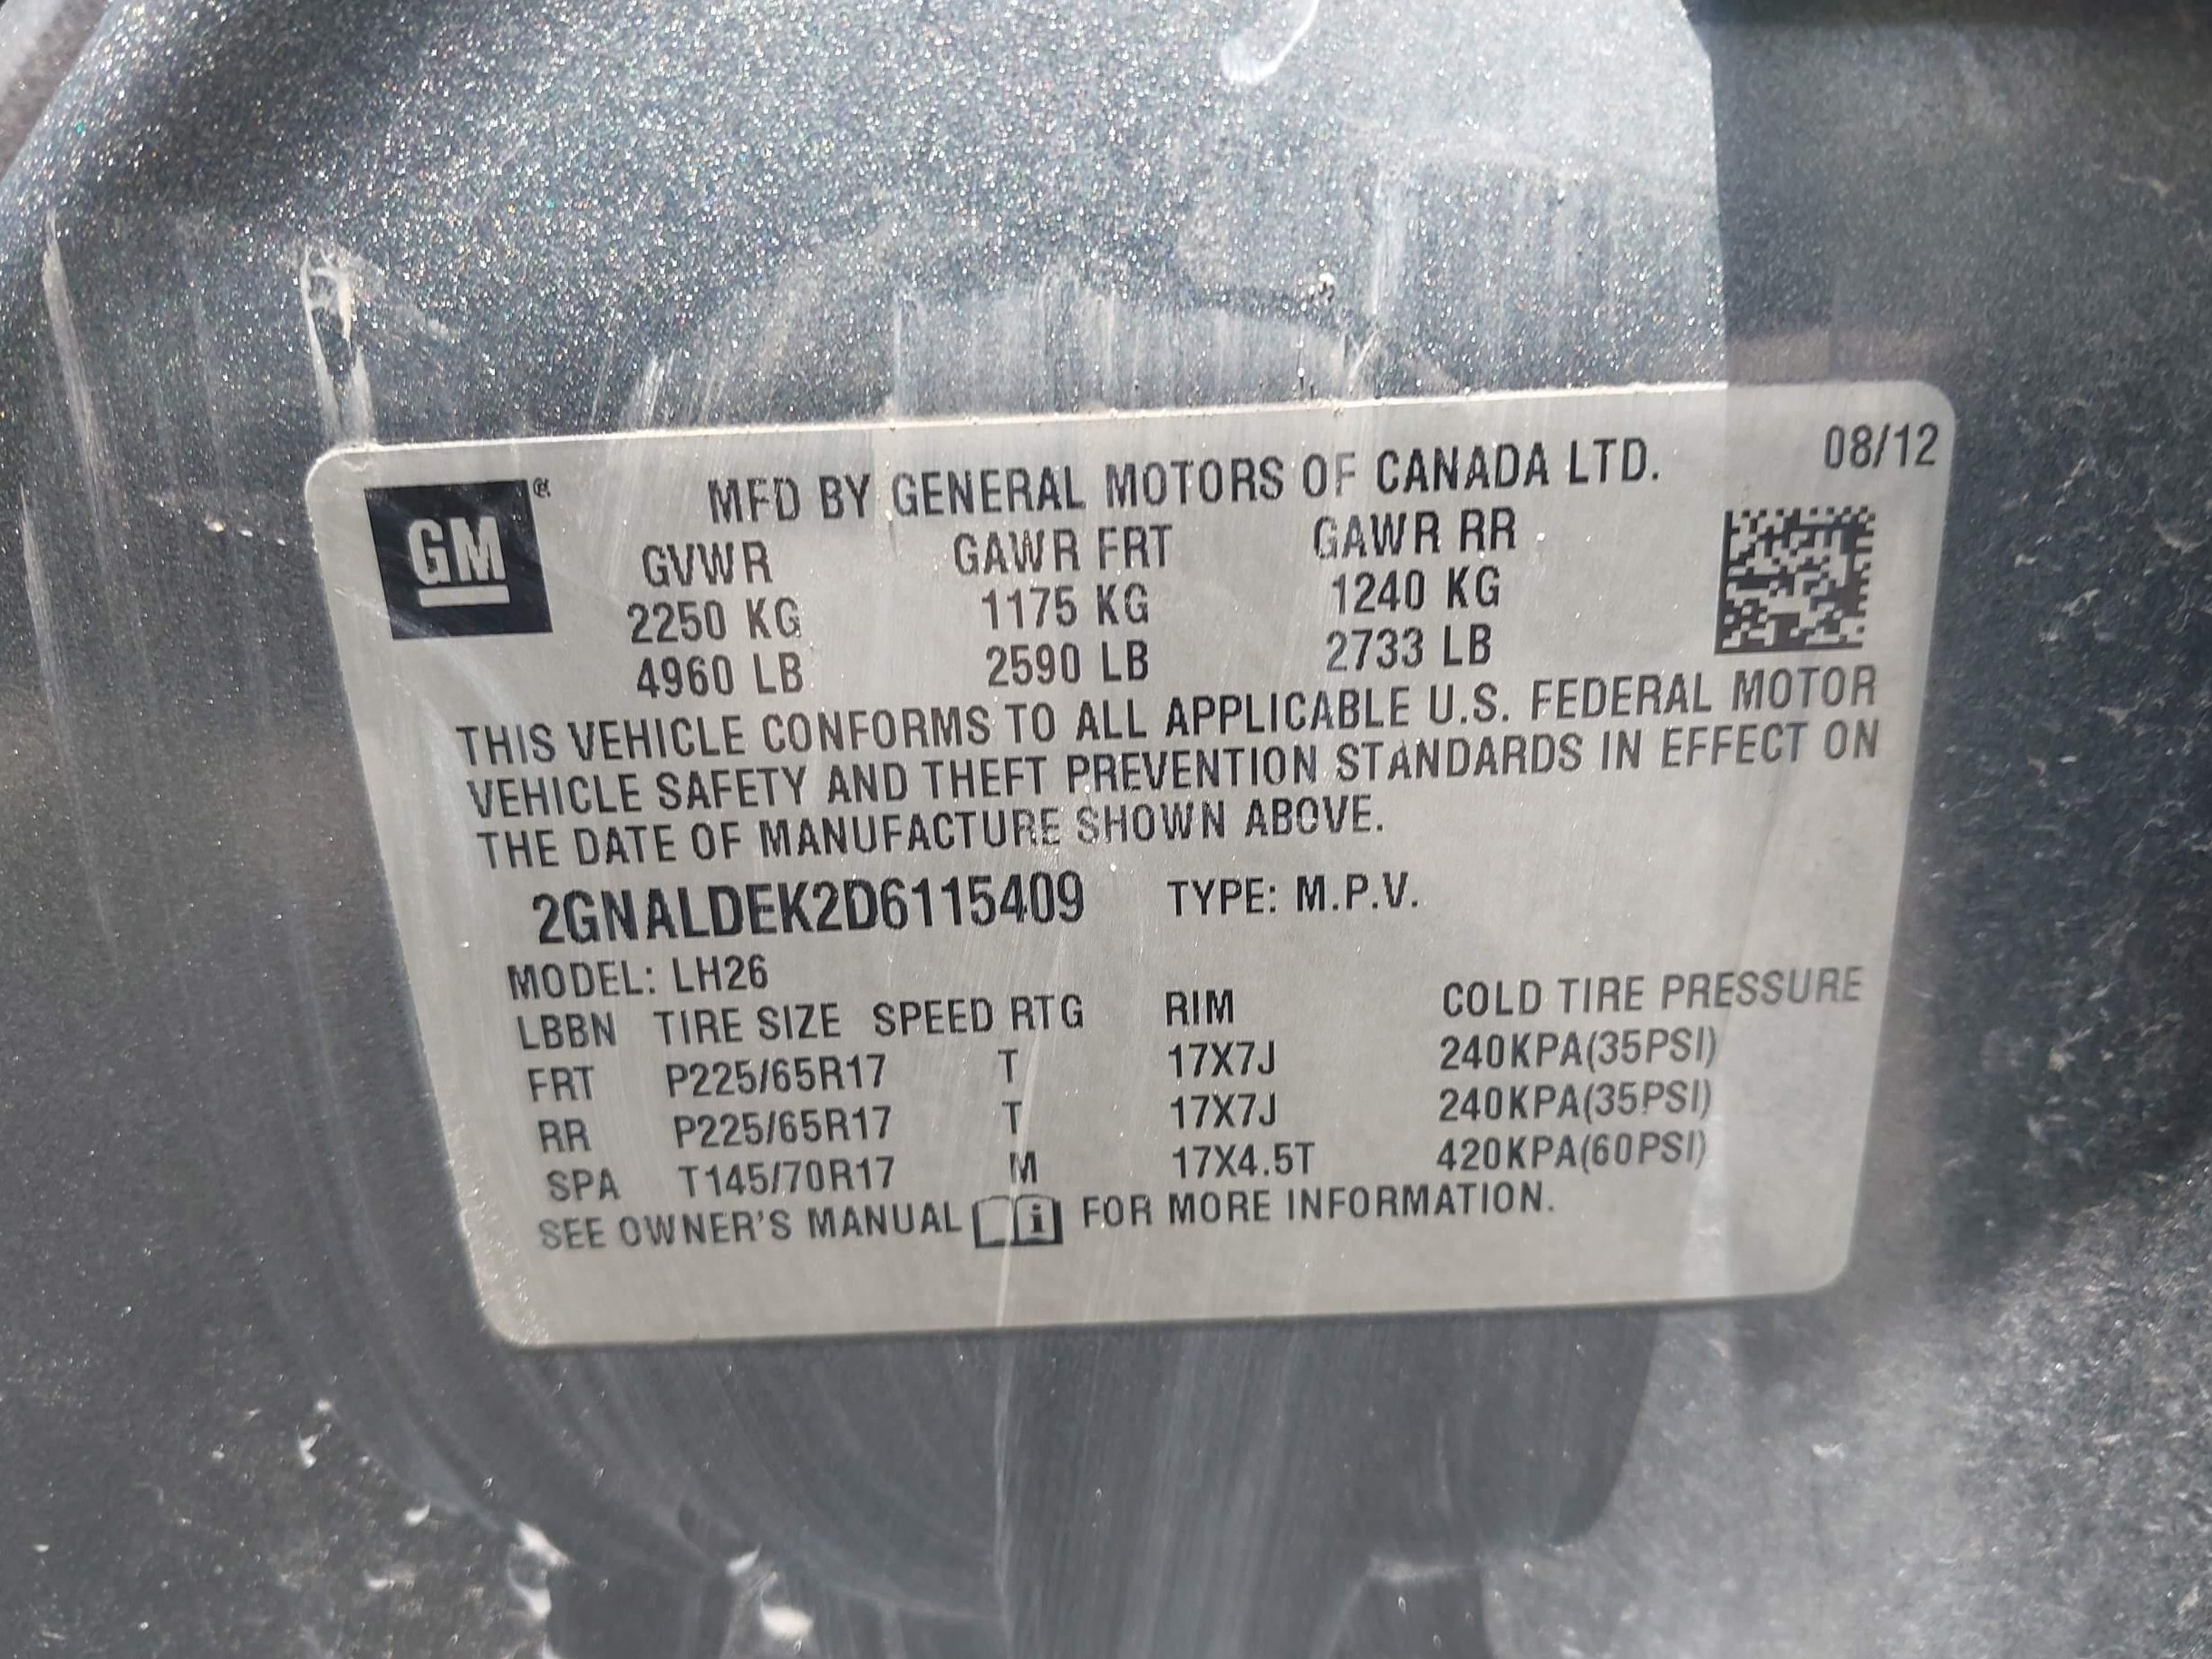 GM®
MFD BY GENERAL MOTORS OF CANADA LTD.
08/12
GVWR GAWR FRT GAWR RR
2250 KG 1175 KG 1240 KG
4960 LB 2590 LB 2733 LB
THIS VEHICLE CONFORMS TO ALL APPLICABLE U.S. FEDERAL MOTOR
VEHICLE SAFETY AND THEFT PREVENTION STANDARDS IN EFFECT ON
THE DATE OF MANUFACTURE SHOWN ABOVE.
2GNALDEK2D6115409 TYPE: M.P.V.
MODEL: LH26
LBBN TIRE SIZE SPEED RTG RIM COLD TIRE PRESSURE
FRT P225/65R17 T 17X7J 240KPA(35PSI)
RR P225/65R17 T 17X7J 240KPA(35PSI)
SPA T145/70R17 M 17X4.5T 420KPA(60PSI)
SEE OWNER'S MANUAL i FOR MORE INFORMATION.